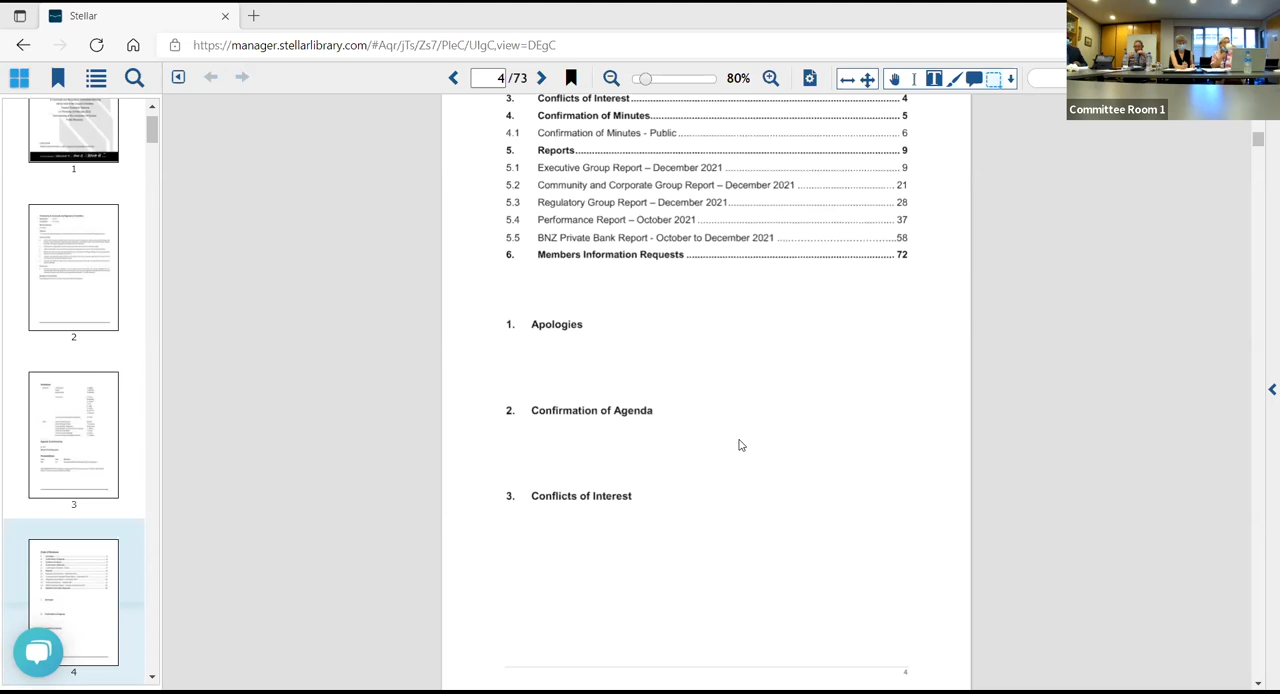 Stellar
https://manager.stellarlibrary.com/#Aqr/jTs/Zs7/PIeC/UIgC,view=DEgC
4 /73
80%
Committee Room 1
Conflicts of Interest 4
4. Confirmation of Minutes 5
4.1 Confirmation of Minutes - Public 6
5. Reports 9
5.1 Executive Group Report – December 2021 9
5.2 Community and Corporate Group Report – December 2021 21
5.3 Regulatory Group Report – December 2021 28
5.4 Performance Report – October 2021 37
5.5 BNZ Private Bank Report - October to December 2021 58
6. Members Information Requests 72
1. Apologies
2. Confirmation of Agenda
3. Conflicts of Interest
4
1
2
3
4